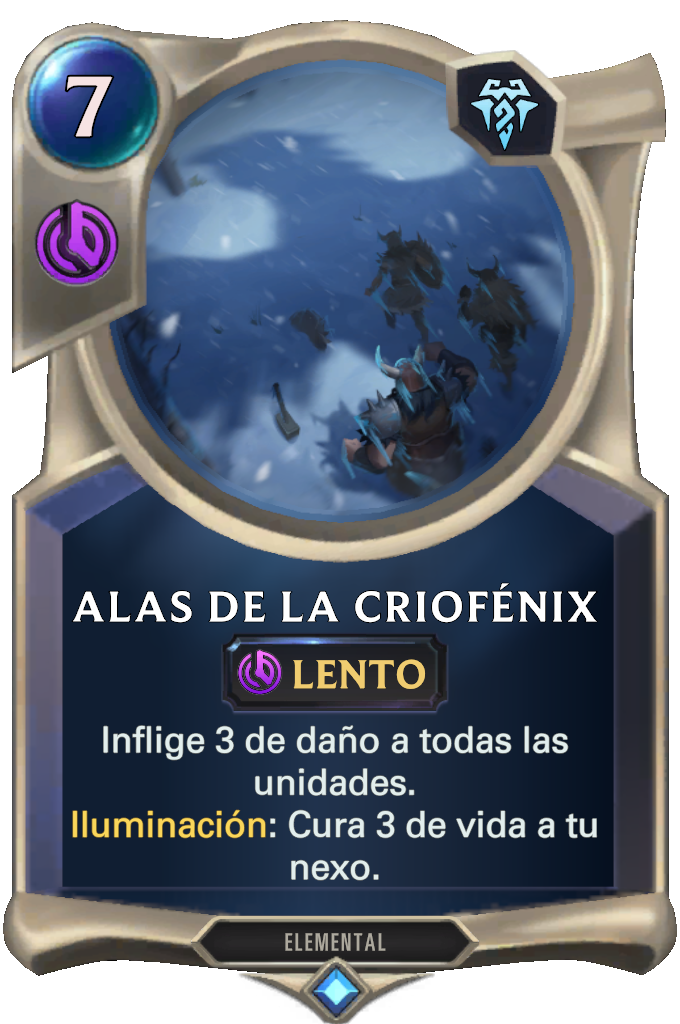 7
ALAS DE LA CRIOFÉNIX
LENTO
Inflige 3 de daño a todas las
unidades.
Iluminación: Cura 3 de vida a tu
nexo.
ELEMENTAL